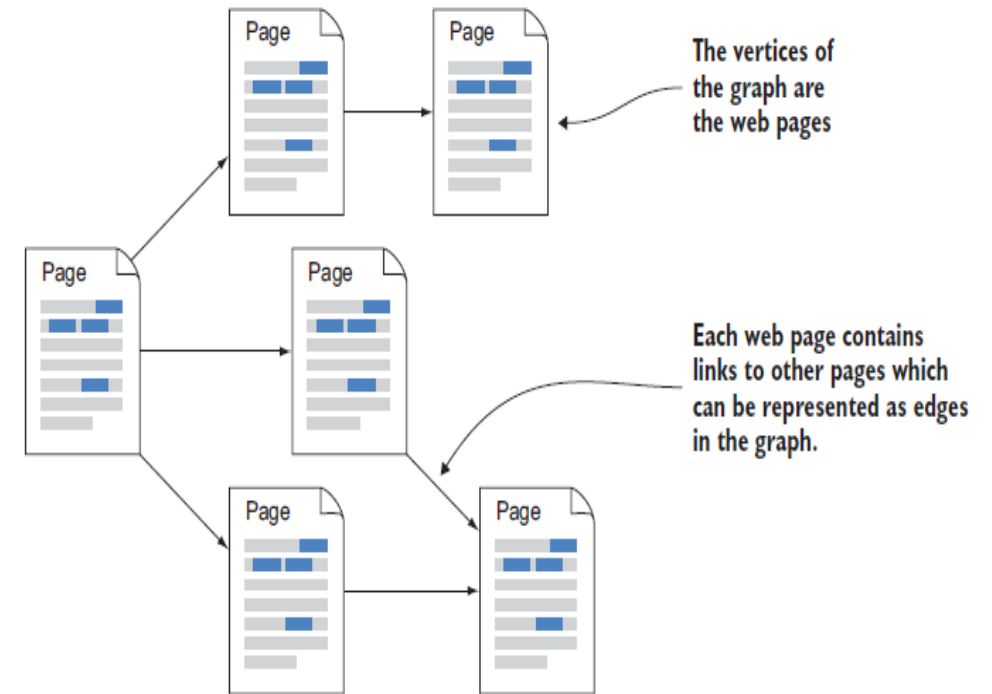 Page
Page
The vertices of
the graph are
the web pages
Page
Page
Each web page contains
links to other pages which
can be represented as edges
in the graph.
Page
Page